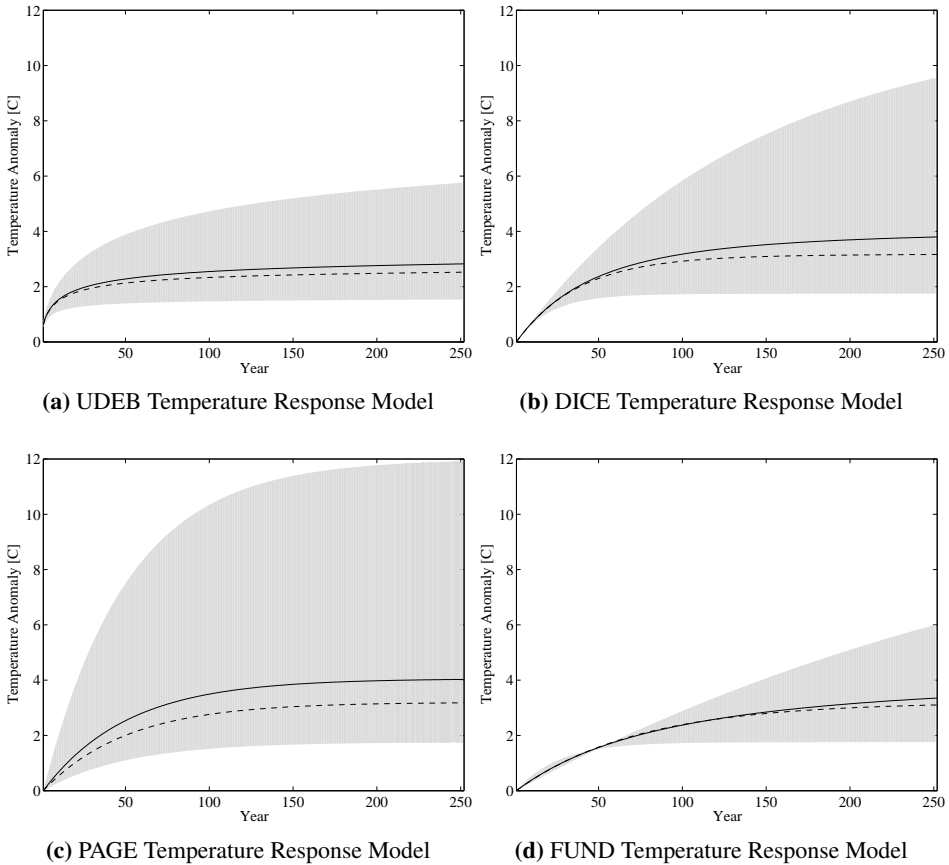 12
10
8
6
4
2
0
Temperature Anomaly [C]
50 100 150 200 250
Year
(a) UDEB Temperature Response Model
12
10
8
6
4
2
0
Temperature Anomaly [C]
50 100 150 200 250
Year
(b) DICE Temperature Response Model
12
10
8
6
4
2
0
Temperature Anomaly [C]
50 100 150 200 250
Year
(c) PAGE Temperature Response Model
12
10
8
6
4
2
0
Temperature Anomaly [C]
50 100 150 200 250
Year
(d) FUND Temperature Response Model